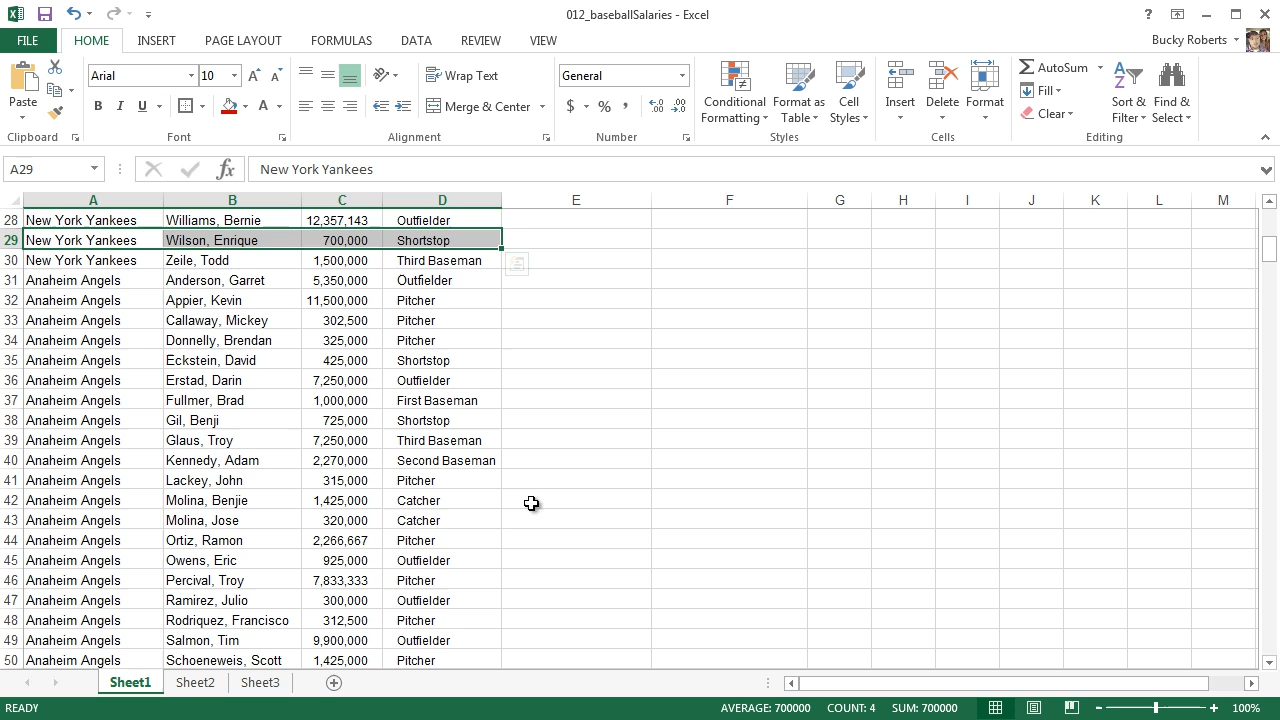 012_baseballSalaries - Excel
FILE HOME INSERT PAGE LAYOUT FORMULAS DATA REVIEW VIEW Bucky Roberts
Paste
Arial 10
Wrap Text
Merge & Center
General
$ % ,
Conditional Formatting
Format as Table
Cell Styles
Insert Delete Format
AutoSum
Fill
Clear
Sort & Filter
Find & Select
Clipboard Font Alignment Number Styles Cells Editing
A29 fx New York Yankees
A B C D E F G H I J K L M
28 New York Yankees Williams, Bernie 12,357,143 Outfielder
29 New York Yankees Wilson, Enrique 700,000 Shortstop
30 New York Yankees Zeile, Todd 1,500,000 Third Baseman
31 Anaheim Angels Anderson, Garret 5,350,000 Outfielder
32 Anaheim Angels Appier, Kevin 11,500,000 Pitcher
33 Anaheim Angels Callaway, Mickey 302,500 Pitcher
34 Anaheim Angels Donnelly, Brendan 325,000 Pitcher
35 Anaheim Angels Eckstein, David 425,000 Shortstop
36 Anaheim Angels Erstad, Darin 7,250,000 Outfielder
37 Anaheim Angels Fullmer, Brad 1,000,000 First Baseman
38 Anaheim Angels Gil, Benji 725,000 Shortstop
39 Anaheim Angels Glaus, Troy 7,250,000 Third Baseman
40 Anaheim Angels Kennedy, Adam 2,270,000 Second Baseman
41 Anaheim Angels Lackey, John 315,000 Pitcher
42 Anaheim Angels Molina, Benjie 1,425,000 Catcher
43 Anaheim Angels Molina, Jose 320,000 Catcher
44 Anaheim Angels Ortiz, Ramon 2,266,667 Pitcher
45 Anaheim Angels Owens, Eric 925,000 Outfielder
46 Anaheim Angels Percival, Troy 7,833,333 Pitcher
47 Anaheim Angels Ramirez, Julio 300,000 Outfielder
48 Anaheim Angels Rodriquez, Francisco 312,500 Pitcher
49 Anaheim Angels Salmon, Tim 9,900,000 Outfielder
50 Anaheim Angels Schoeneweis, Scott 1,425,000 Pitcher
Sheet1 Sheet2 Sheet3
READY AVERAGE: 700000 COUNT: 4 SUM: 700000 100%